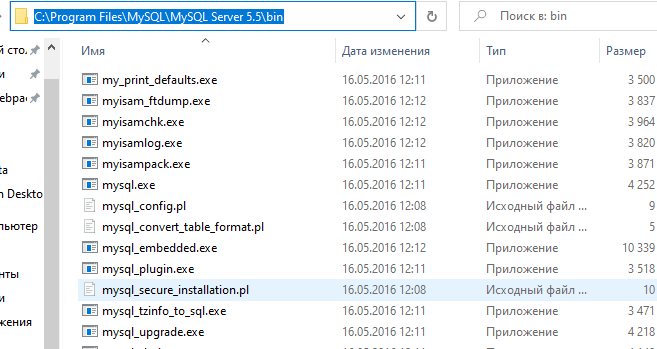 C:\Program Files\MySQL\MySQL Server 5.5\bin Поиск в: bin
Имя Дата изменения Тип Размер
my_print_defaults.exe 16.05.2016 12:11 Приложение 3 500
myisam_ftdump.exe 16.05.2016 12:12 Приложение 3 837
myisamchk.exe 16.05.2016 12:12 Приложение 3 964
myisamlog.exe 16.05.2016 12:12 Приложение 3 820
myisampack.exe 16.05.2016 12:11 Приложение 3 871
mysql.exe 16.05.2016 12:11 Приложение 4 252
mysql_config.pl 16.05.2016 12:08 Исходный файл ... 9
mysql_convert_table_format.pl 16.05.2016 12:08 Исходный файл ... 5
mysql_embedded.exe 16.05.2016 12:12 Приложение 10 339
mysql_plugin.exe 16.05.2016 12:11 Приложение 3 518
mysql_secure_installation.pl 16.05.2016 12:08 Исходный файл ... 10
mysql_tzinfo_to_sql.exe 16.05.2016 12:11 Приложение 3 471
mysql_upgrade.exe 16.05.2016 12:11 Приложение 4 218